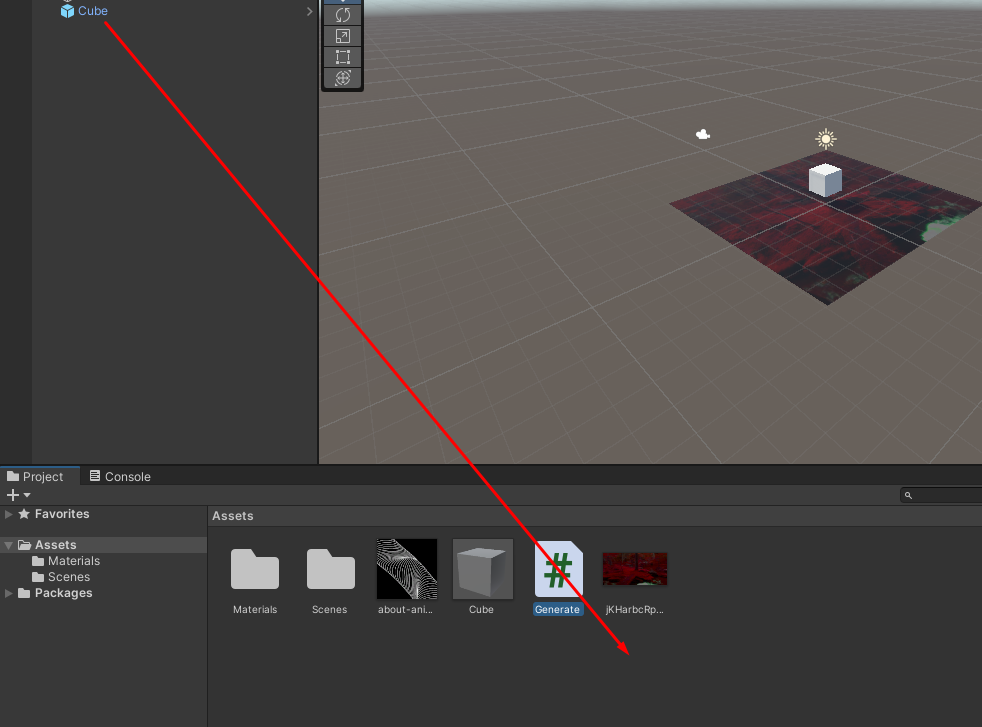 Cube
Project
Console
Favorites
Assets
Materials
Scenes
Packages
Assets
Materials
Scenes
about-ani...
Cube
Generate
jKHarbcRp...